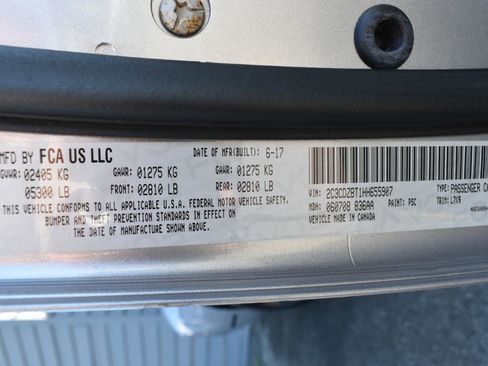 MFD BY FCA US LLC
DATE OF MFR(BUILT): 6-17
GVWR: 02405 KG GAWR: 01275 KG GAWR: 01275 KG
05300 LB FRONT: 02810 LB REAR: 02810 LB
THIS VEHICLE CONFORMS TO ALL APPLICABLE U.S.A. FEDERAL MOTOR VEHICLE SAFETY,
BUMPER AND THEFT PREVENTION STANDARDS IN EFFECT ON
THE DATE OF MANUFACTURE SHOWN ABOVE.
VIN: 2C3CDZBT1HH655907 TYPE: PASSENGER
MDH: 060708 636AA PAINT: PSC TRIM: L7X9
VEHICLE MADE IN CANADA